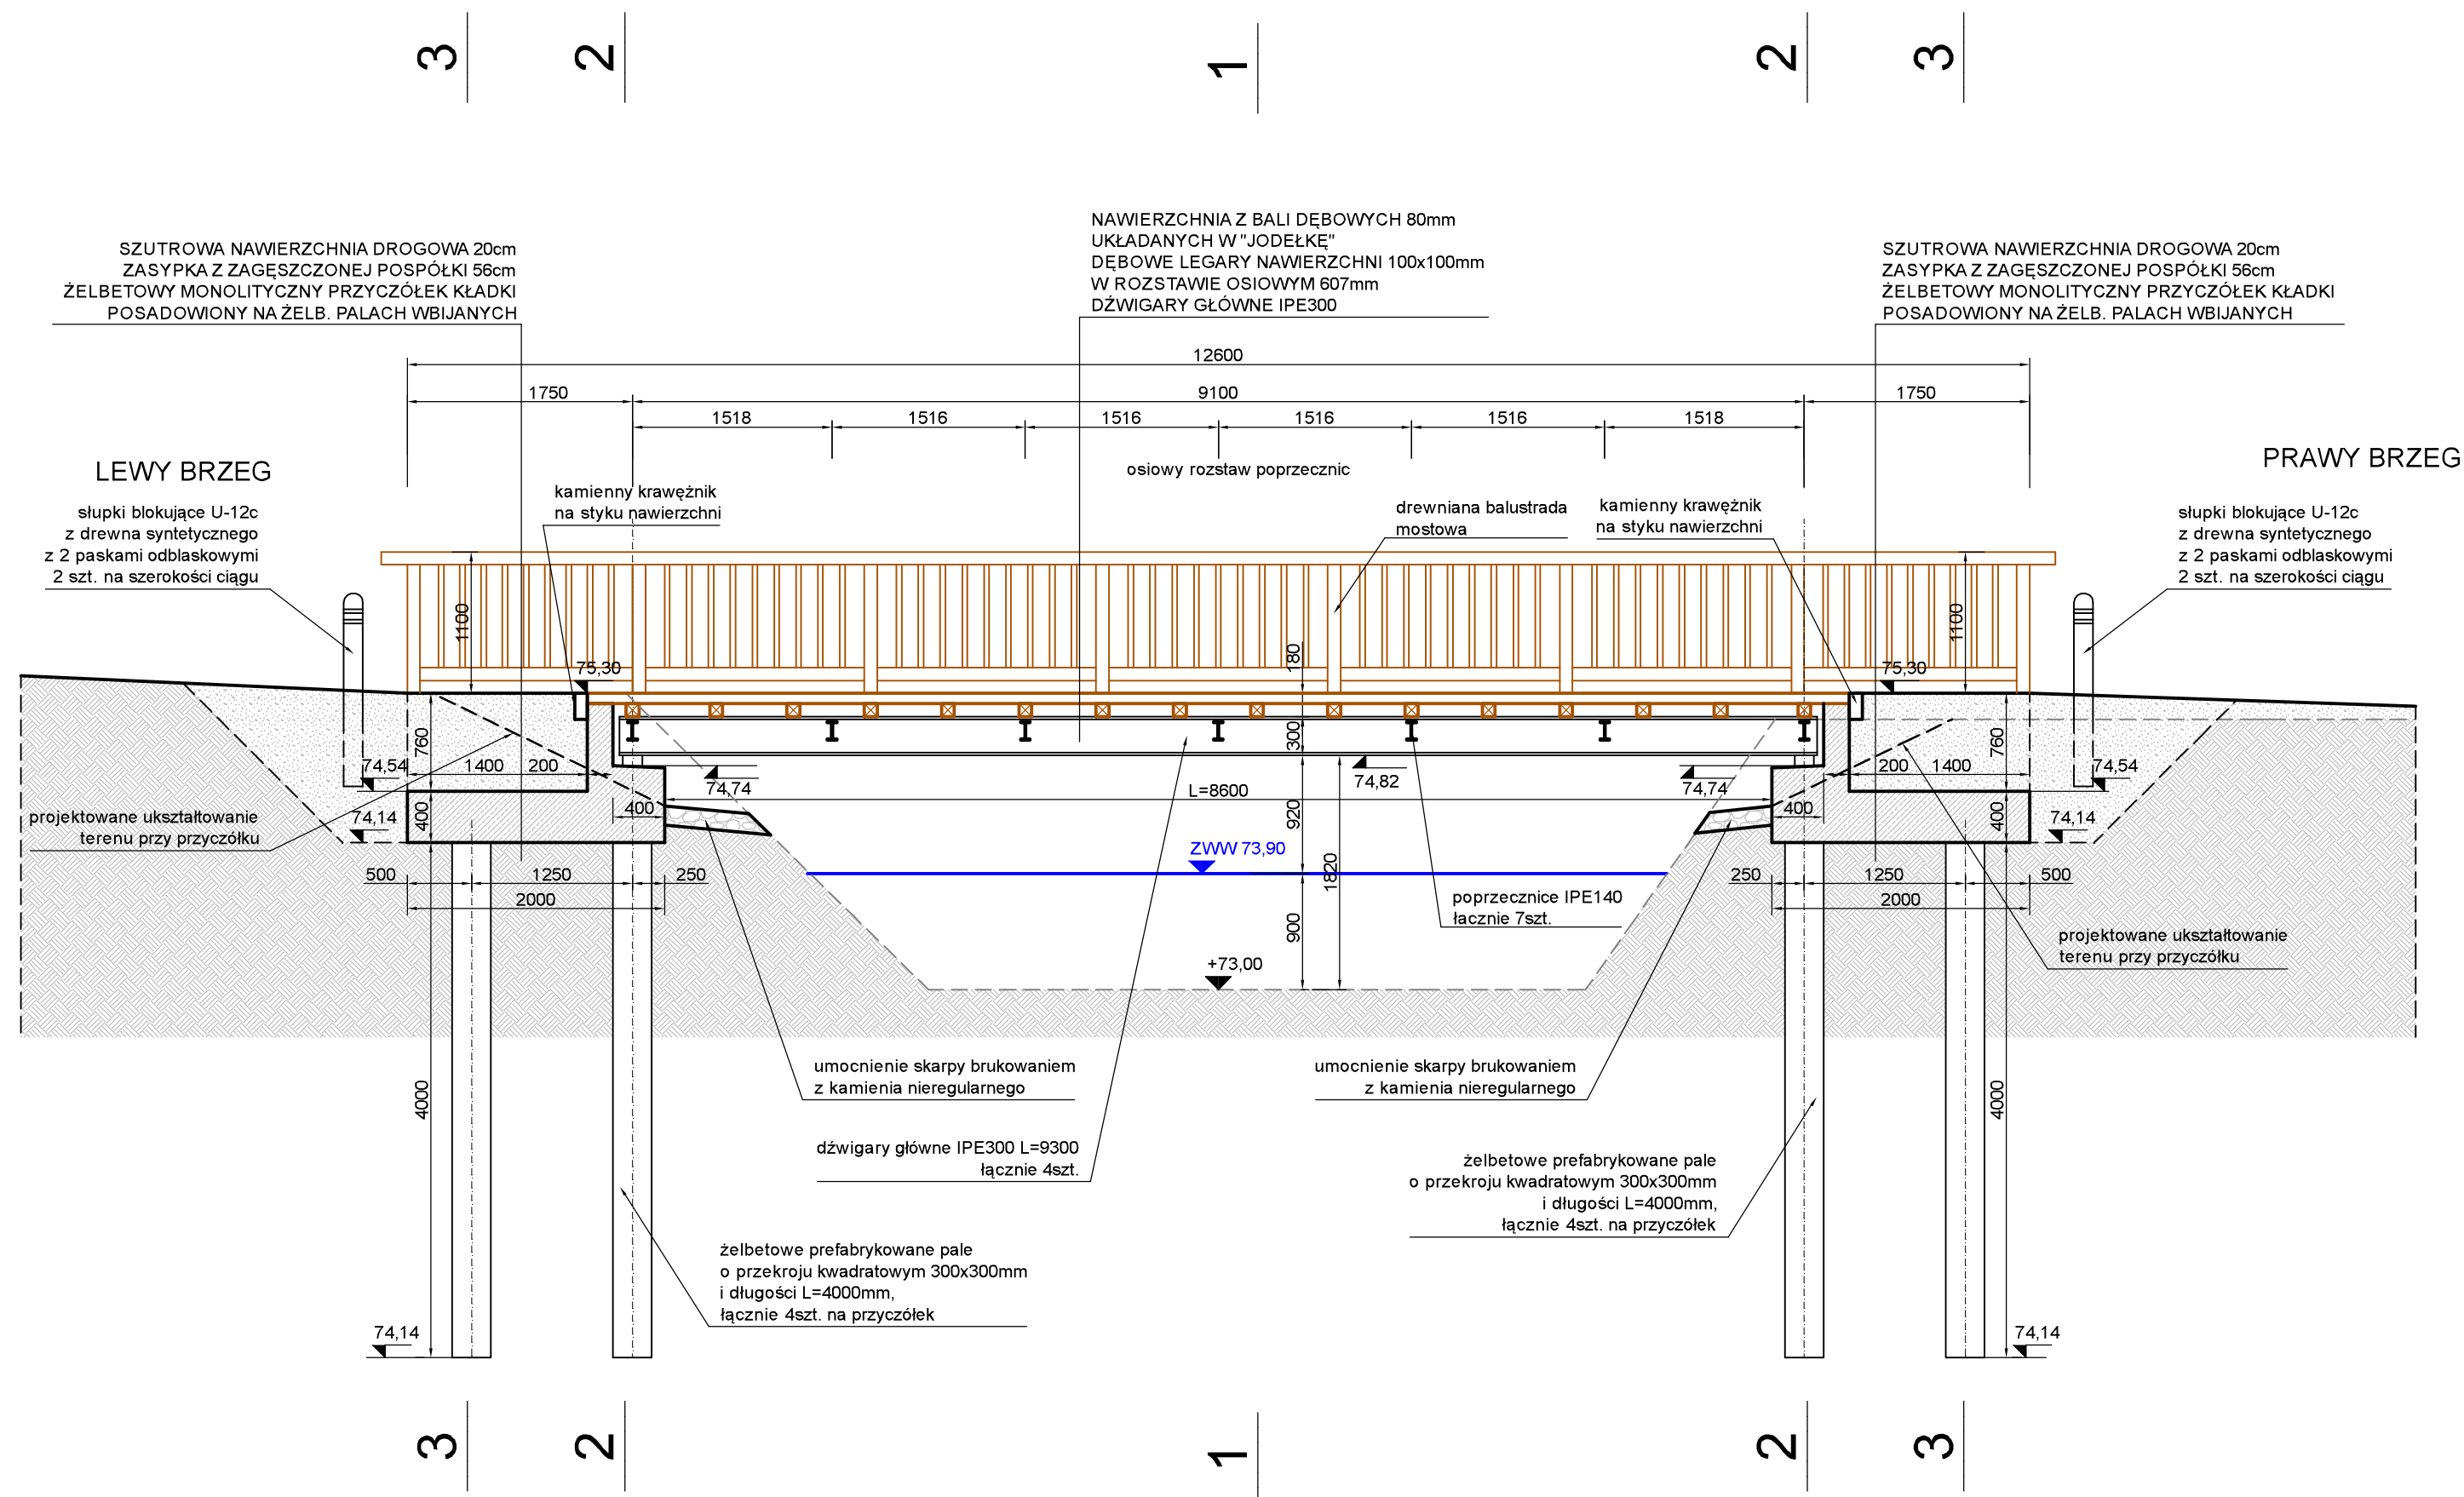 3
2
1
2
3
NAWIERZCHNIA Z BALI DĘBOWYCH 80mm
UKŁADANYCH W "JODEŁKĘ"
DĘBOWE LEGARY NAWIERZCHNI 100x100mm
W ROZSTAWIE OSIOWYM 607mm
DŹWIGARY GŁÓWNE IPE300
SZUTROWA NAWIERZCHNIA DROGOWA 20cm
ZASYPKA Z ZAGĘSZCZONEJ POSPÓŁKI 56cm
ŻELBETOWY MONOLITYCZNY PRZYCZÓŁEK KŁADKI
POSADOWIONY NA ŻELB. PALACH WBIJANYCH
SZUTROWA NAWIERZCHNIA DROGOWA 20cm
ZASYPKA Z ZAGĘSZCZONEJ POSPÓŁKI 56cm
ŻELBETOWY MONOLITYCZNY PRZYCZÓŁEK KŁADKI
POSADOWIONY NA ŻELB. PALACH WBIJANYCH
12600
1750
9100
1750
1518
1516
1516
1516
1516
1518
osiowy rozstaw poprzecznic
LEWY BRZEG
PRAWY BRZEG
słupki blokujące U-12c
z drewna syntetycznego
z 2 paskami odblaskowymi
2 szt. na szerokości ciągu
kamienny krawężnik
na styku nawierzchni
drewniana balustrada
mostowa
kamienny krawężnik
na styku nawierzchni
słupki blokujące U-12c
z drewna syntetycznego
z 2 paskami odblaskowymi
2 szt. na szerokości ciągu
1100
180
1100
75,30
75,30
760
300
760
74,54
1400
200
74,74
74,82
74,74
200
1400
74,54
L=8600
projektowane ukształtowanie
terenu przy przyczółku
74,14
400
400
920
400
400
74,14
ZWW 73,90
1820
500
1250
250
2000
250
1250
500
2000
900
poprzecznice IPE140
łacznie 7szt.
+73,00
projektowane ukształtowanie
terenu przy przyczółku
umocnienie skarpy brukowaniem
z kamienia nieregularnego
umocnienie skarpy brukowaniem
z kamienia nieregularnego
4000
4000
dźwigary główne IPE300 L=9300
łącznie 4szt.
żelbetowe prefabrykowane pale
o przekroju kwadratowym 300x300mm
i długości L=4000mm,
łącznie 4szt. na przyczółek
żelbetowe prefabrykowane pale
o przekroju kwadratowym 300x300mm
i długości L=4000mm,
łącznie 4szt. na przyczółek
74,14
74,14
3
2
1
2
3